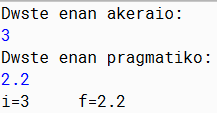 Dwste enan akeraio:
3
Dwste enan pragmatiko:
2.2
i=3     f=2.2